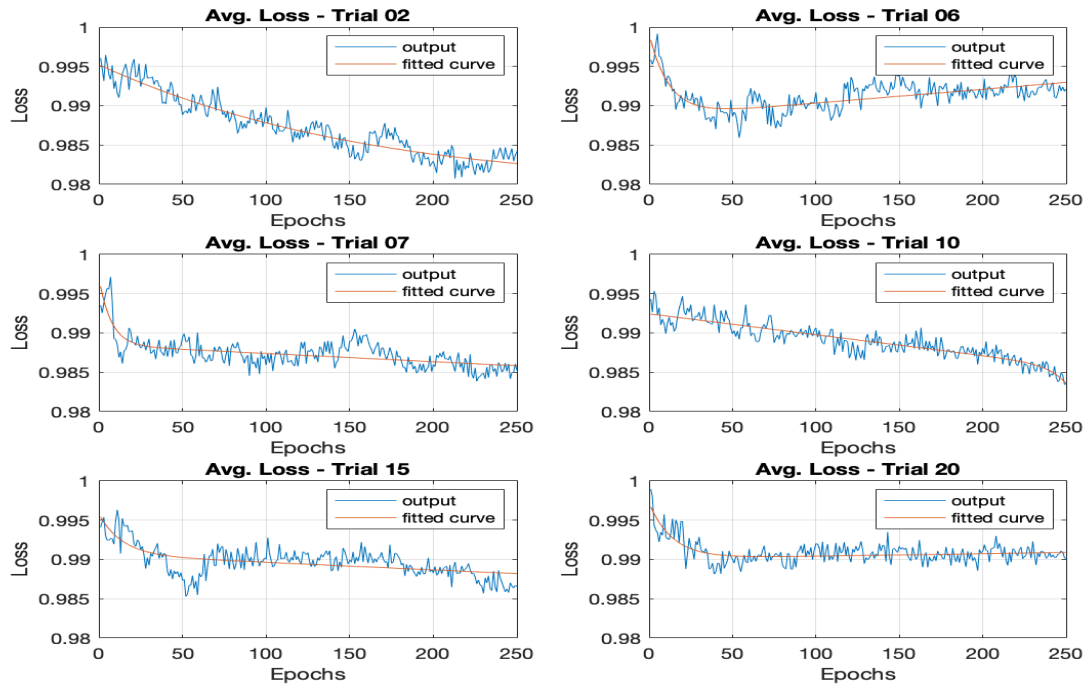 Avg. Loss - Trial 02
1
0.995
0.99
0.985
0.98
Loss
output
fitted curve
0 50 100 150 200 250
Epochs
Avg. Loss - Trial 06
1
0.995
0.99
0.985
0.98
Loss
output
fitted curve
0 50 100 150 200 250
Epochs
Avg. Loss - Trial 07
1
0.995
0.99
0.985
0.98
Loss
output
fitted curve
0 50 100 150 200 250
Epochs
Avg. Loss - Trial 10
1
0.995
0.99
0.985
0.98
Loss
output
fitted curve
0 50 100 150 200 250
Epochs
Avg. Loss - Trial 15
1
0.995
0.99
0.985
0.98
Loss
output
fitted curve
0 50 100 150 200 250
Epochs
Avg. Loss - Trial 20
1
0.995
0.99
0.985
0.98
Loss
output
fitted curve
0 50 100 150 200 250
Epochs